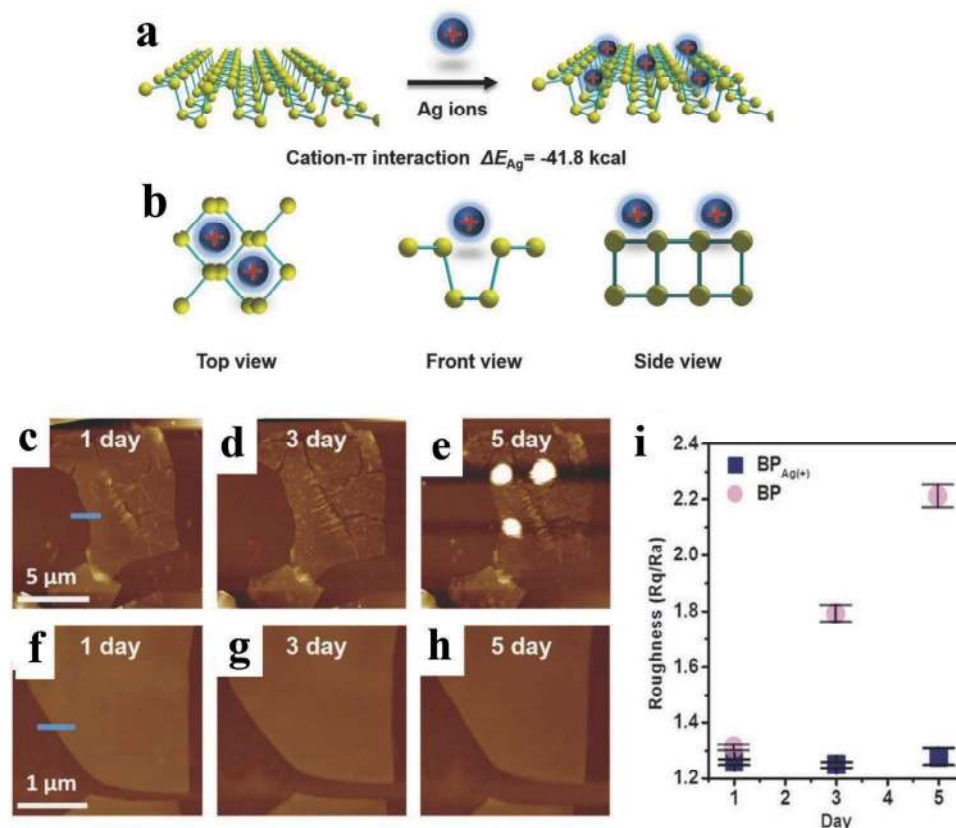 a
+
Ag ions
Cation-π interaction ΔE_Ag= -41.8 kcal
b
Top view
Front view
Side view
c
1 day
5 µm
d
3 day
e
5 day
f
1 day
1 µm
g
3 day
h
5 day
i
BP_Ag(+)
BP
Roughness (Rq/Ra)
2.4
2.2
2.0
1.8
1.6
1.4
1.2
1 2 3 4 5
Day